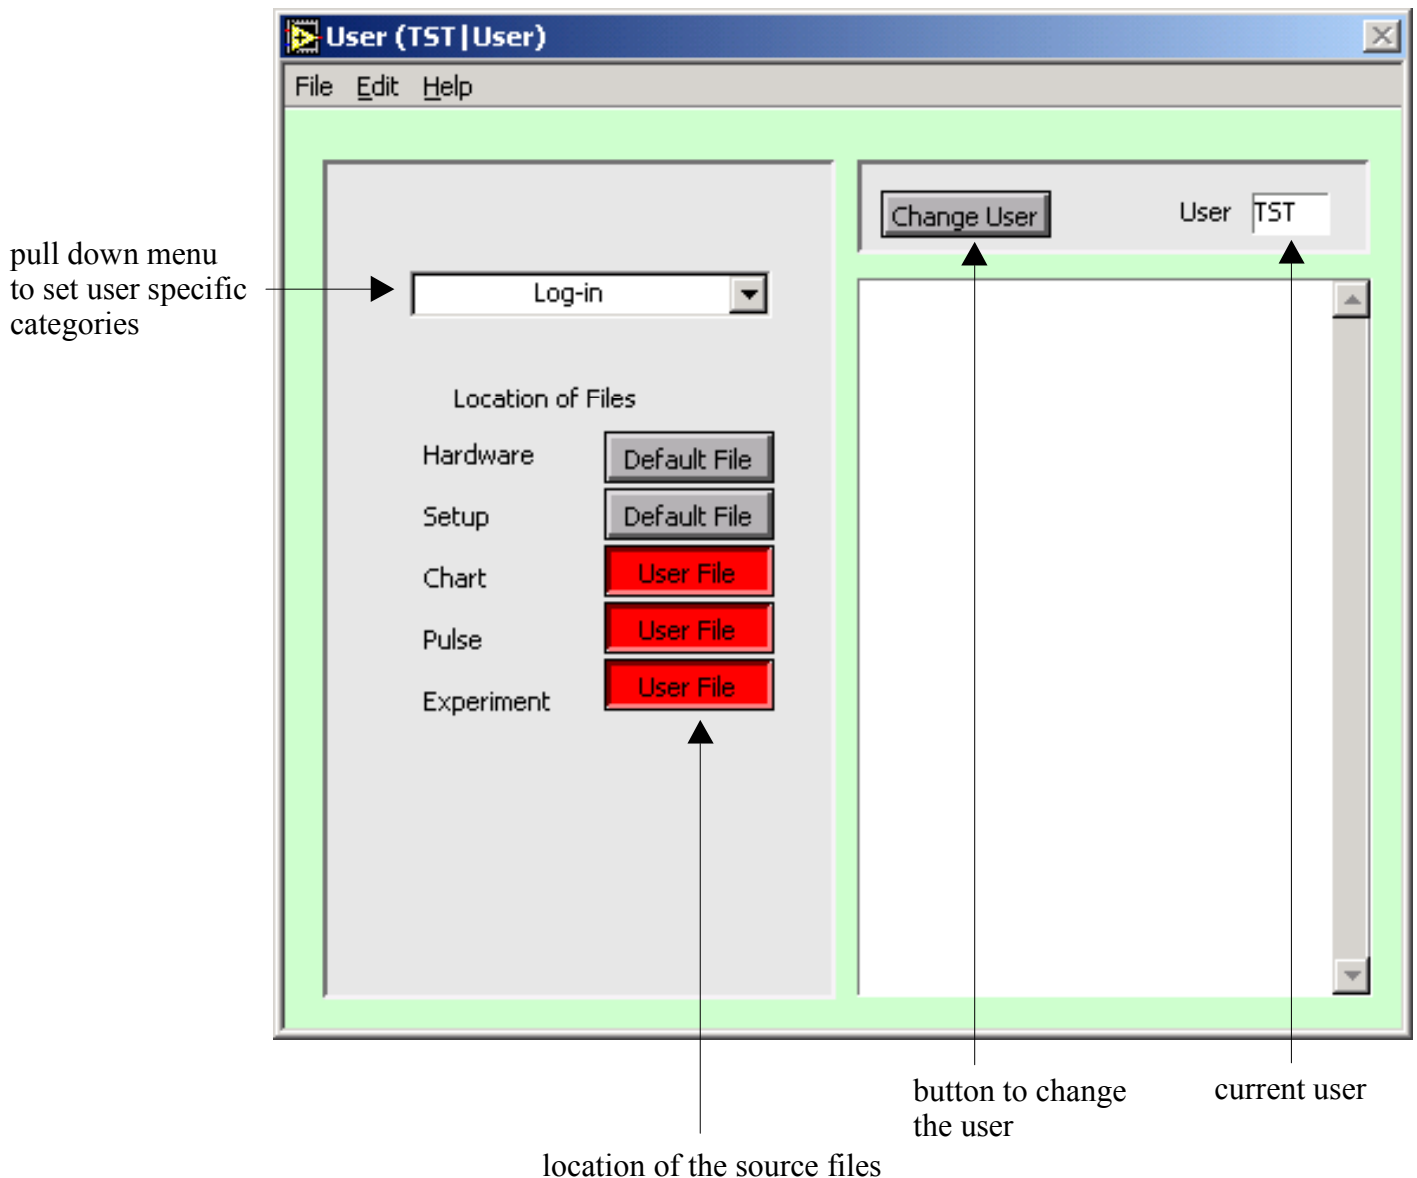 User (TST|User)
File Edit Help
Change User User TST
pull down menu
to set user specific
categories
Log-in
Location of Files
Hardware Default File
Setup Default File
Chart User File
Pulse User File
Experiment User File
button to change
the user
current user
location of the source files